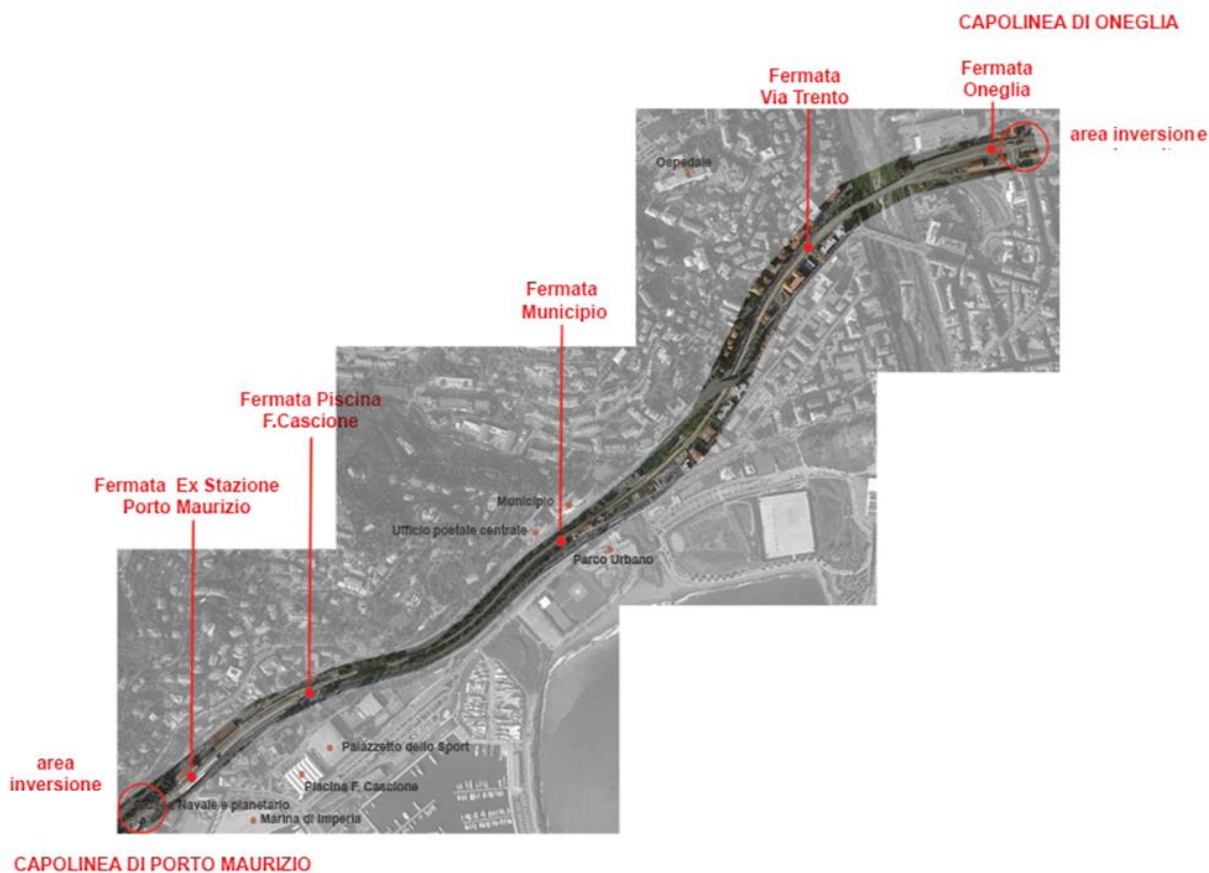 CAPOLINEA DI ONEGLIA
Fermata
Oneglia
Fermata
Via Trento
area inversione
Ospedale
Fermata
Municipio
Fermata Piscina
F.Cascione
Fermata Ex Stazione
Porto Maurizio
Municipio
Ufficio postale centrale
Parco Urbano
Palazzetto dello Sport
Piscina F. Cascione
area
inversione
Navale e planetario
Marina di Imperia
CAPOLINEA DI PORTO MAURIZIO